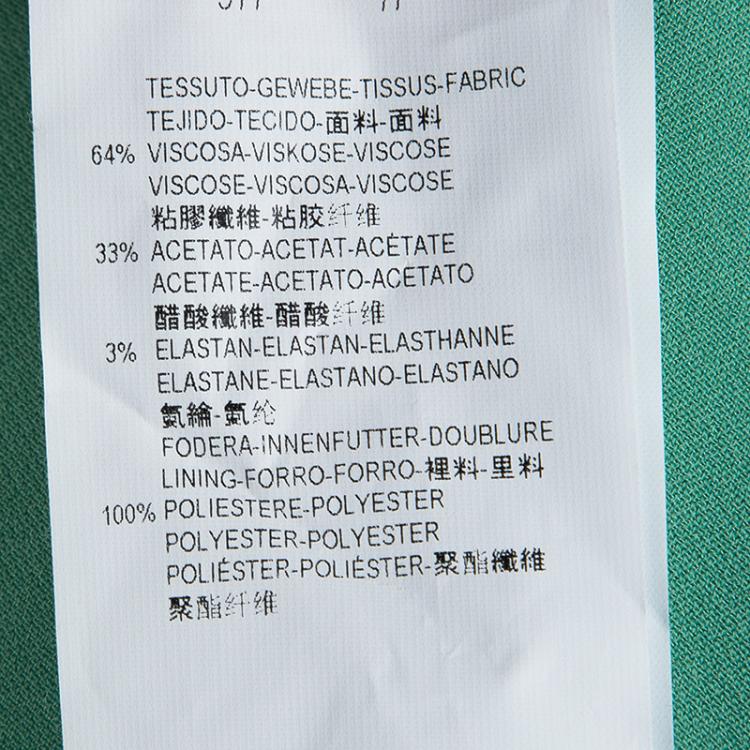 TESSUTO-GEWEBE-TISSUS-FABRIC
TEJIDO-TECIDO-面料-面料
64% VISCOSA-VISKOSE-VISCOSE
VISCOSE-VISCOSA-VISCOSE
粘膠纖維-粘胶纤维
33% ACETATO-ACETAT-ACÉTATE
ACETATE-ACETATO-ACETATO
醋酸纖維-醋酸纤维
3% ELASTAN-ELASTAN-ELASTHANNE
ELASTANE-ELASTANO-ELASTANO
氨綸-氨纶
FODERA-INNENFUTTER-DOUBLURE
LINING-FORRO-FORRO-裡料-里料
100% POLIESTERE-POLYESTER
POLYESTER-POLYESTER
POLIÉSTER-POLIÉSTER-聚酯纖維
聚酯纤维